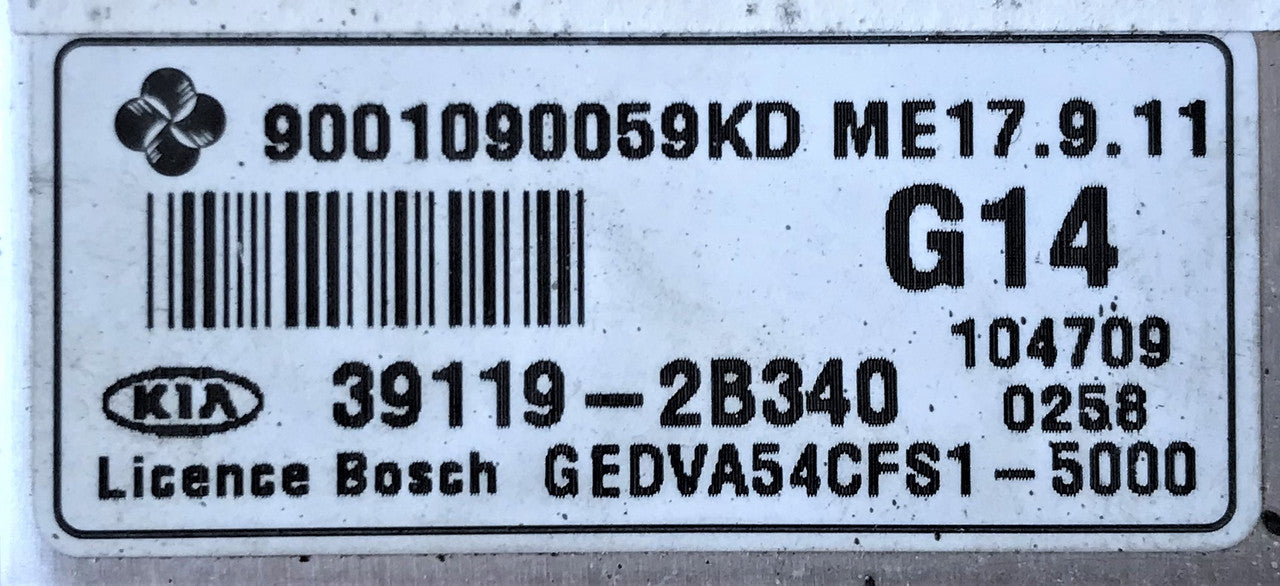 9001090059KD ME17.9.11
G14
104709
KIA 39119-2B340 0258
Licence Bosch GEDVA54CFS1-5000